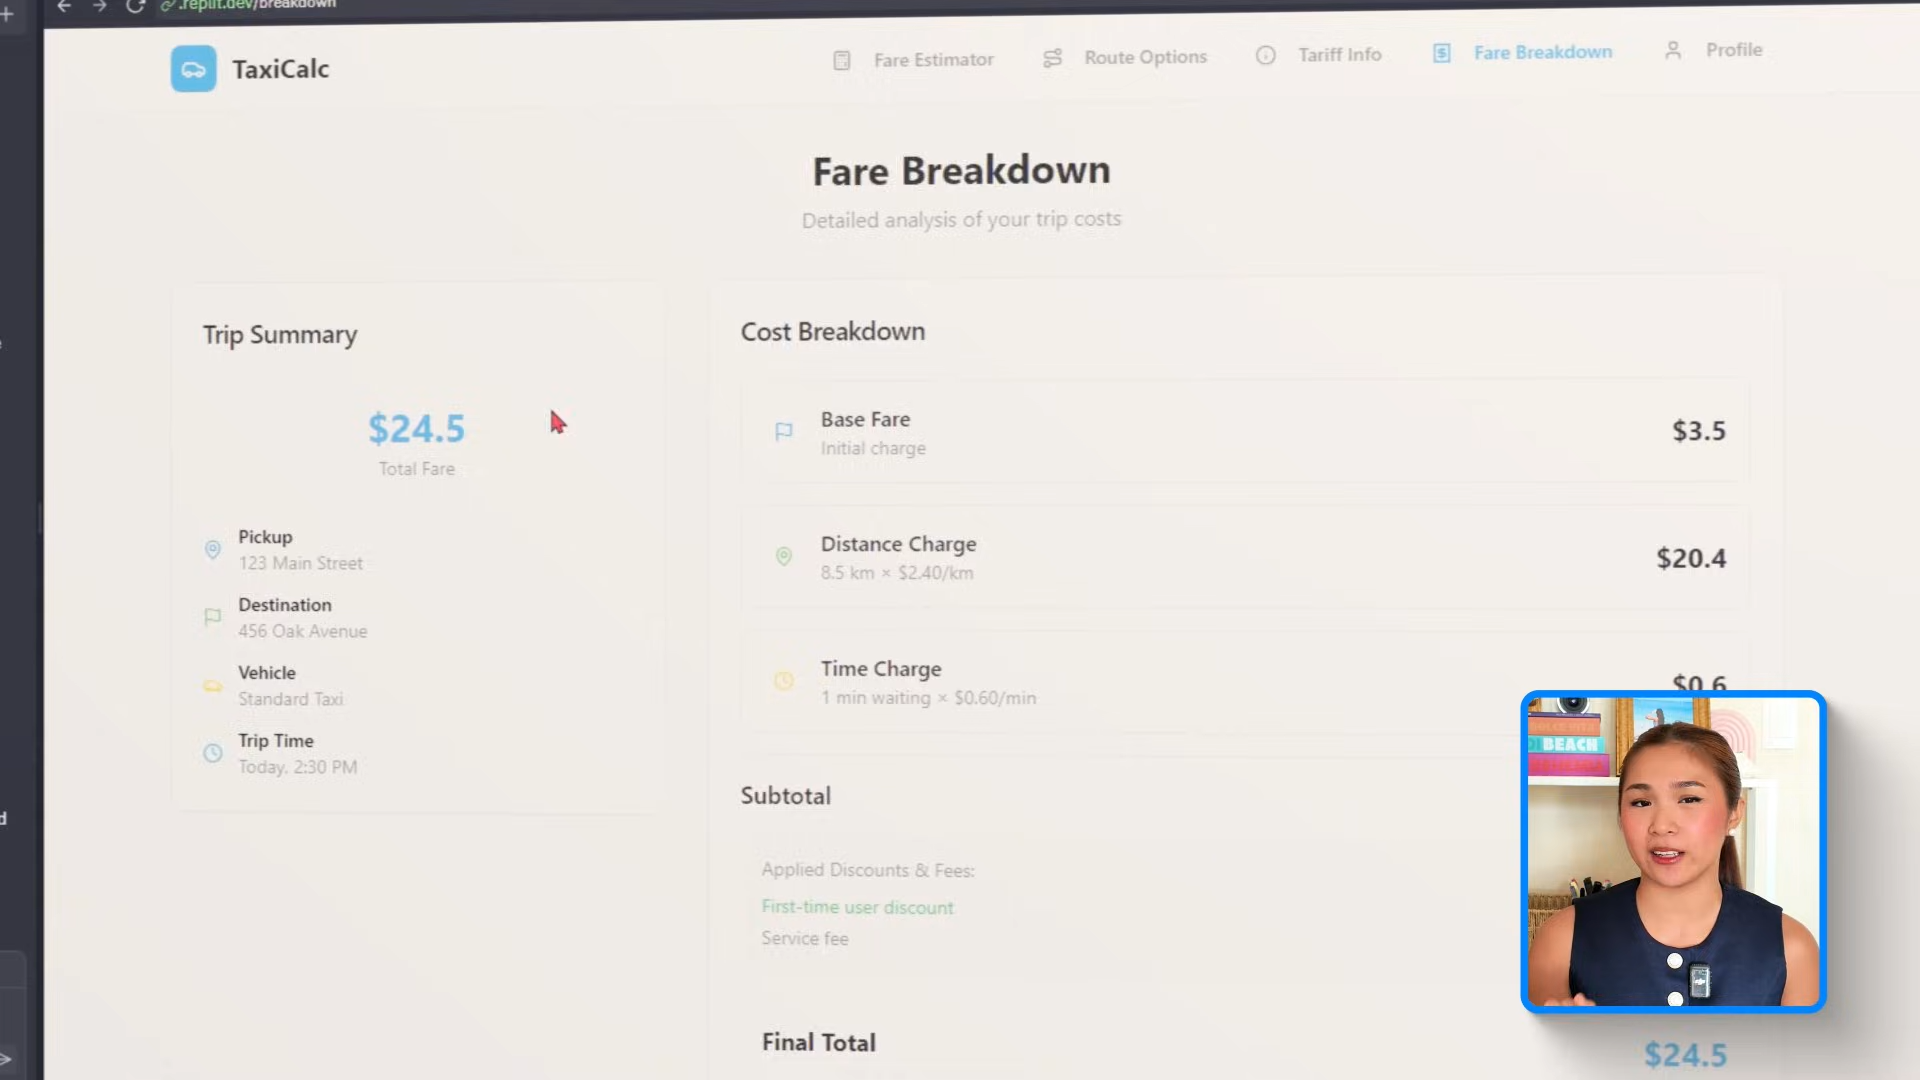 .replit.dev/breakdown
TaxiCalc
Fare Estimator
Route Options
Tariff Info
Fare Breakdown
Profile
Fare Breakdown
Detailed analysis of your trip costs
Trip Summary
$24.5
Total Fare
Pickup
123 Main Street
Destination
456 Oak Avenue
Vehicle
Standard Taxi
Trip Time
Today, 2:30 PM
Cost Breakdown
Base Fare
Initial charge
$3.5
Distance Charge
8.5 km × $2.40/km
$20.4
Time Charge
1 min waiting × $0.60/min
$0.6
Subtotal
Applied Discounts & Fees:
First-time user discount
Service fee
Final Total
$24.5
BEACH